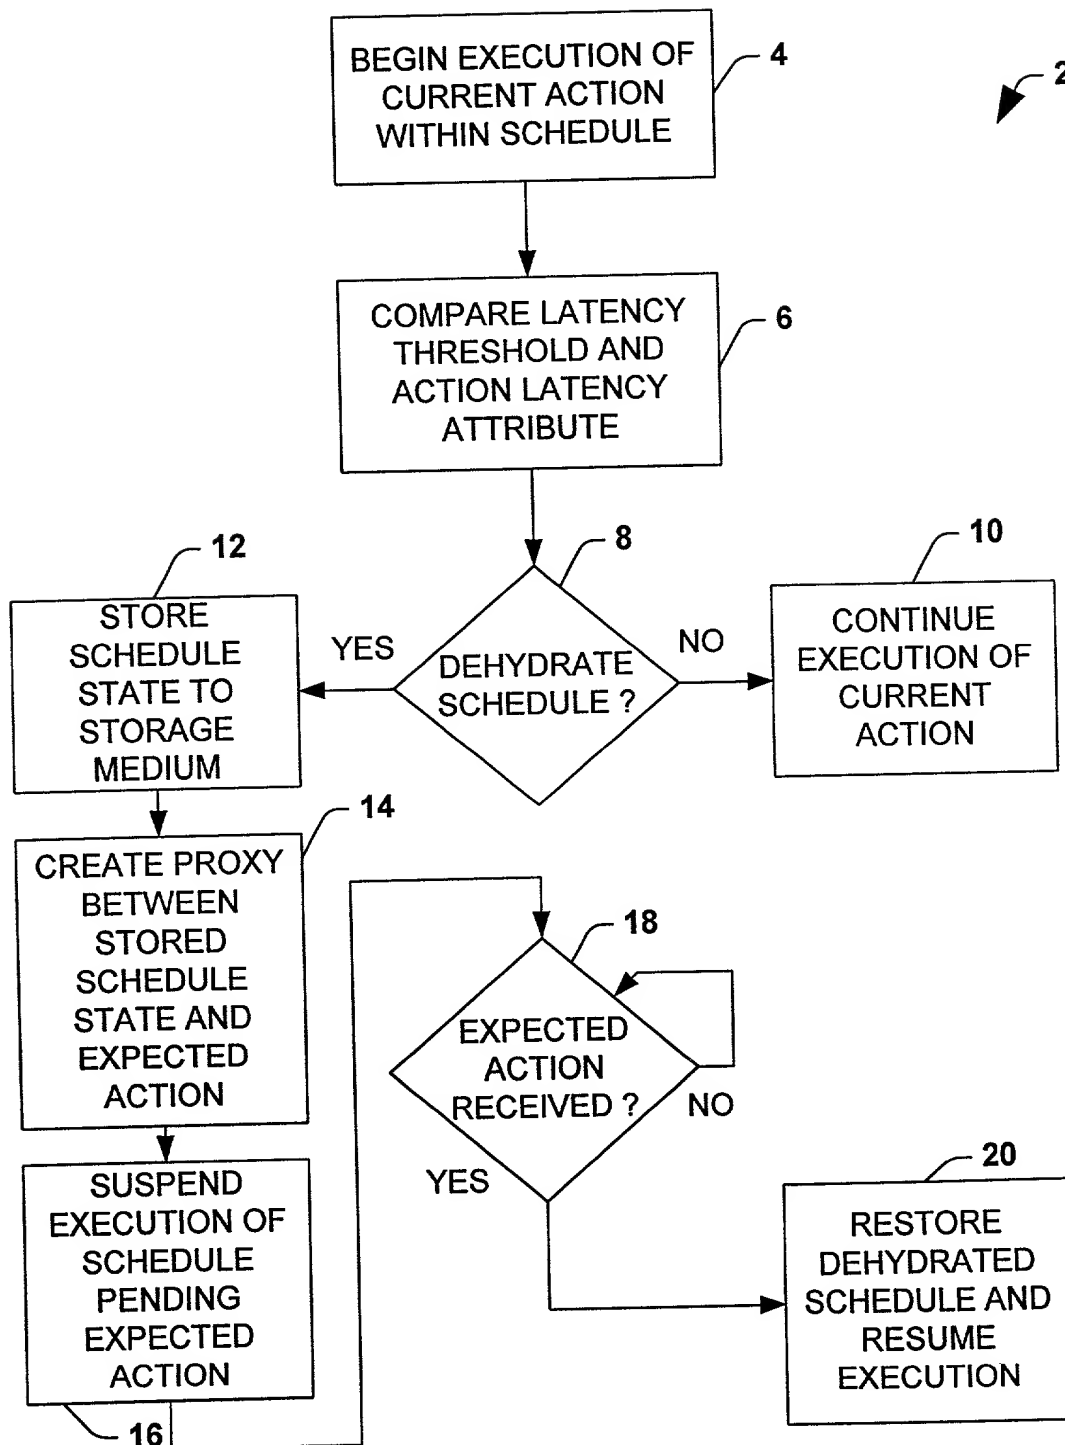 BEGIN EXECUTION OF
CURRENT ACTION
WITHIN SCHEDULE
4
2
COMPARE LATENCY
THRESHOLD AND
ACTION LATENCY
ATTRIBUTE
6
8
DEHYDRATE
SCHEDULE ?
YES
NO
10
CONTINUE
EXECUTION OF
CURRENT
ACTION
12
STORE
SCHEDULE
STATE TO
STORAGE
MEDIUM
14
CREATE PROXY
BETWEEN
STORED
SCHEDULE
STATE AND
EXPECTED
ACTION
SUSPEND
EXECUTION OF
SCHEDULE
PENDING
EXPECTED
ACTION
16
18
EXPECTED
ACTION
RECEIVED ?
NO
YES
20
RESTORE
DEHYDRATED
SCHEDULE AND
RESUME
EXECUTION